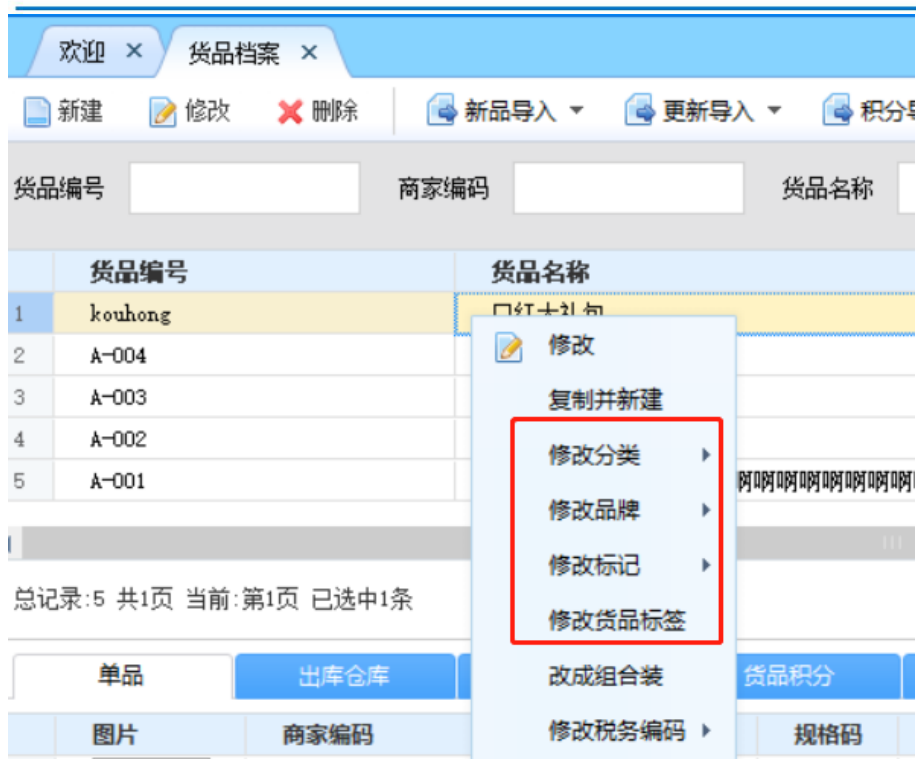 欢迎 货品档案
新建 修改 删除 新品导入 更新导入 积分
货品编号 商家编码 货品名称
货品编号 货品名称
1 kouhong 口红大礼包
2 A-004
3 A-003
4 A-002
5 A-001 啊啊啊啊啊啊啊
修改
复制并新建
修改分类
修改品牌
修改标记
修改货品标签
改成组合装
修改税务编码
总记录:5 共1页 当前:第1页 已选中1条
单品 出库仓库 货品积分
图片 商家编码 规格码